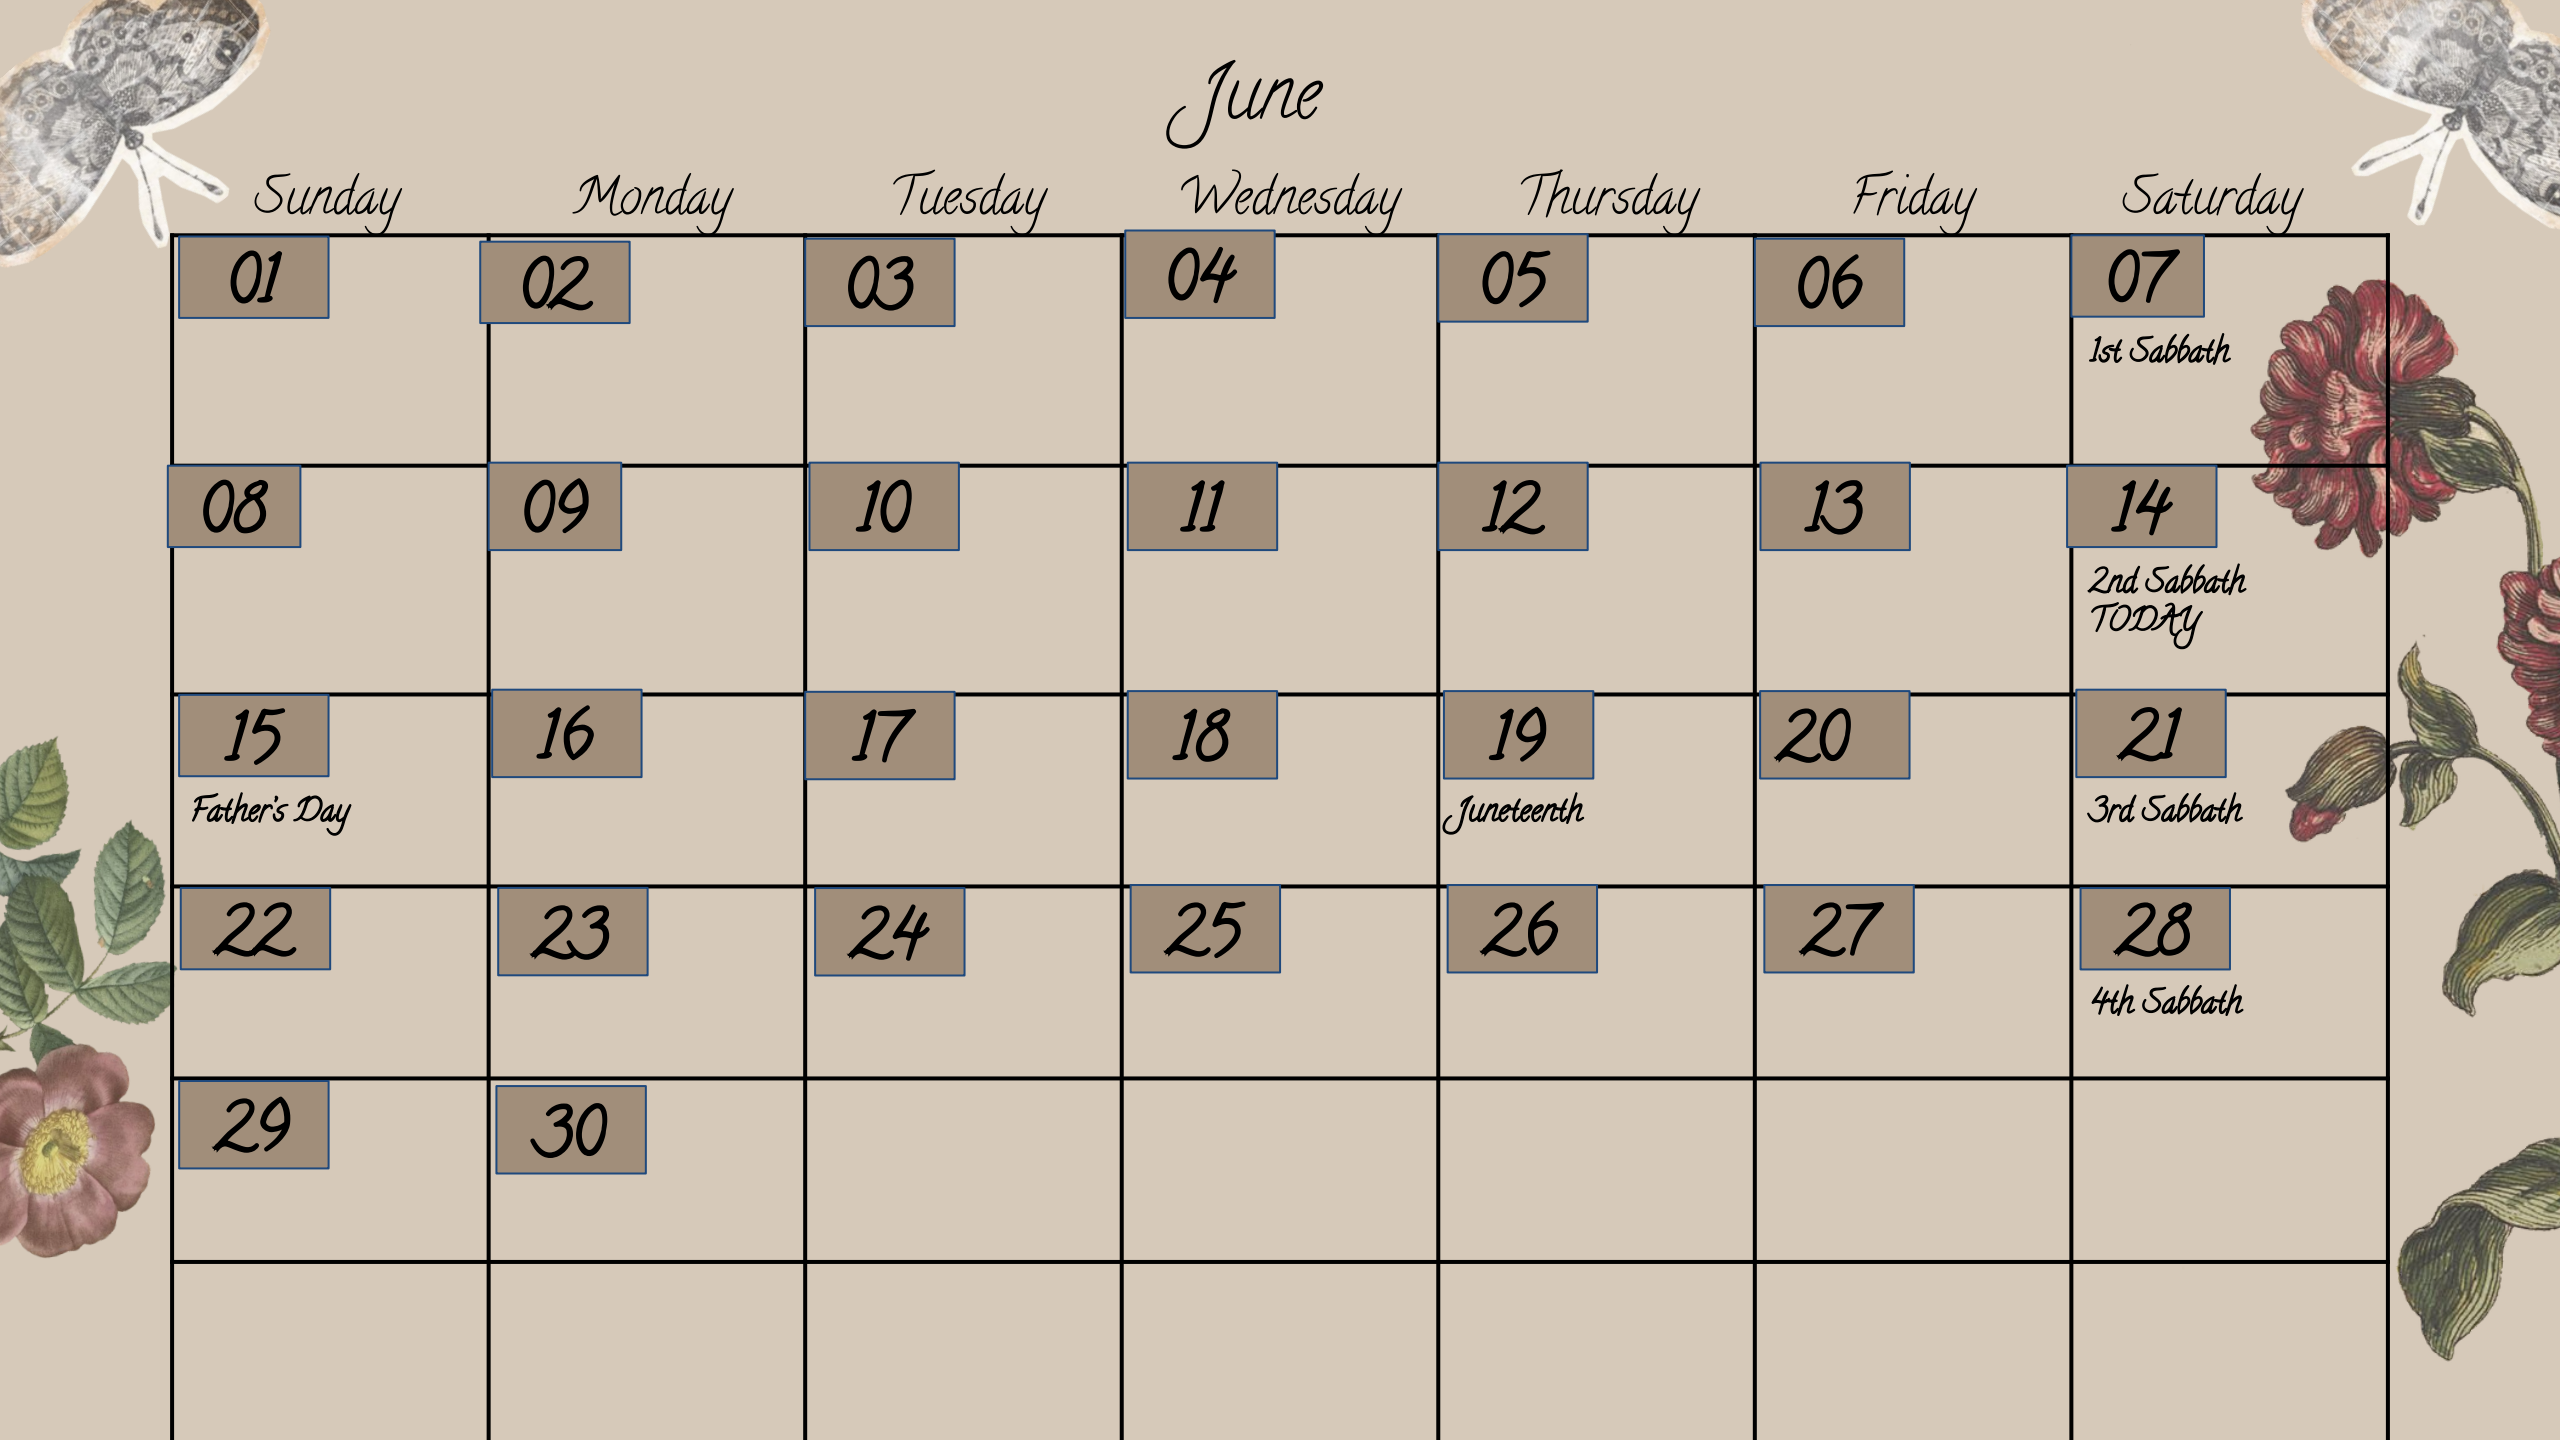 June
Sunday Monday Tuesday Wednesday Thursday Friday Saturday
01 02 03 04 05 06 07
1st Sabbath
08 09 10 11 12 13 14
2nd Sabbath
TODAY
15 16 17 18 19 20 21
Father's Day Juneteenth 3rd Sabbath
22 23 24 25 26 27 28
4th Sabbath
29 30